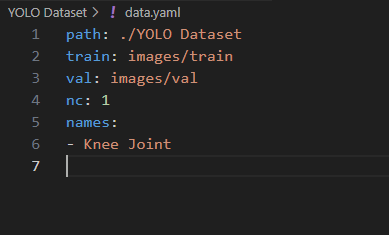 YOLO Dataset > ! data.yaml
1 path: ./YOLO Dataset
2 train: images/train
3 val: images/val
4 nc: 1
5 names:
6 - Knee Joint
7